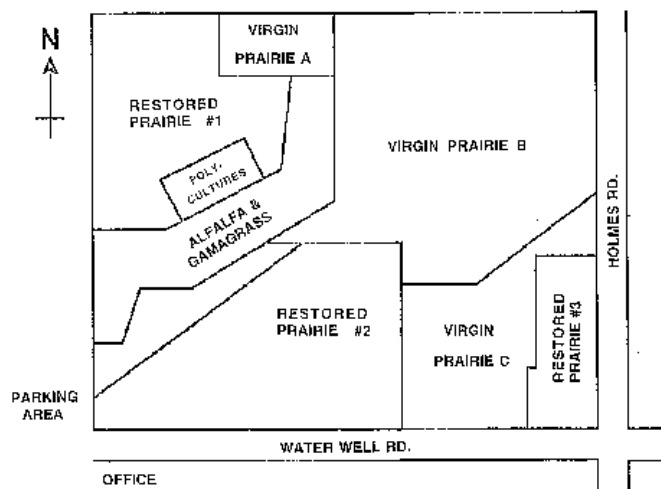 N
VIRGIN
PRAIRIE A
RESTORED
PRAIRIE #1
VIRGIN PRAIRIE B
POLY-
CULTURES
ALFALFA &
GAMAGRASS
HOLMES RD.
RESTORED
PRAIRIE #2
VIRGIN
PRAIRIE C
RESTORED
PRAIRIE #3
PARKING
AREA
WATER WELL RD.
OFFICE